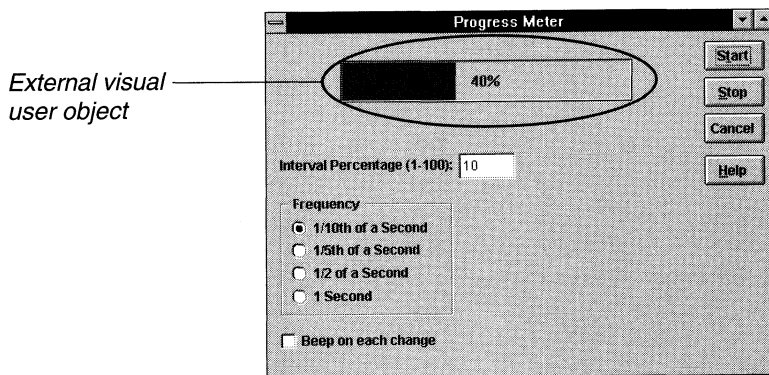 Progress Meter
External visual
user object
40%
Start
Stop
Cancel
Help
Interval Percentage (1-100): 10
Frequency
1/10th of a Second
1/5th of a Second
1/2 of a Second
1 Second
Beep on each change